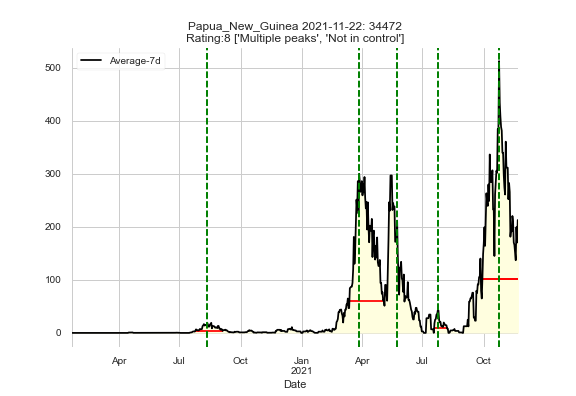 Papua_New_Guinea 2021-11-22: 34472
Rating:8 ['Multiple peaks', 'Not in control']
Average-7d
500
400
300
200
100
0
Apr Jul Oct Jan Apr Jul Oct
2021
Date